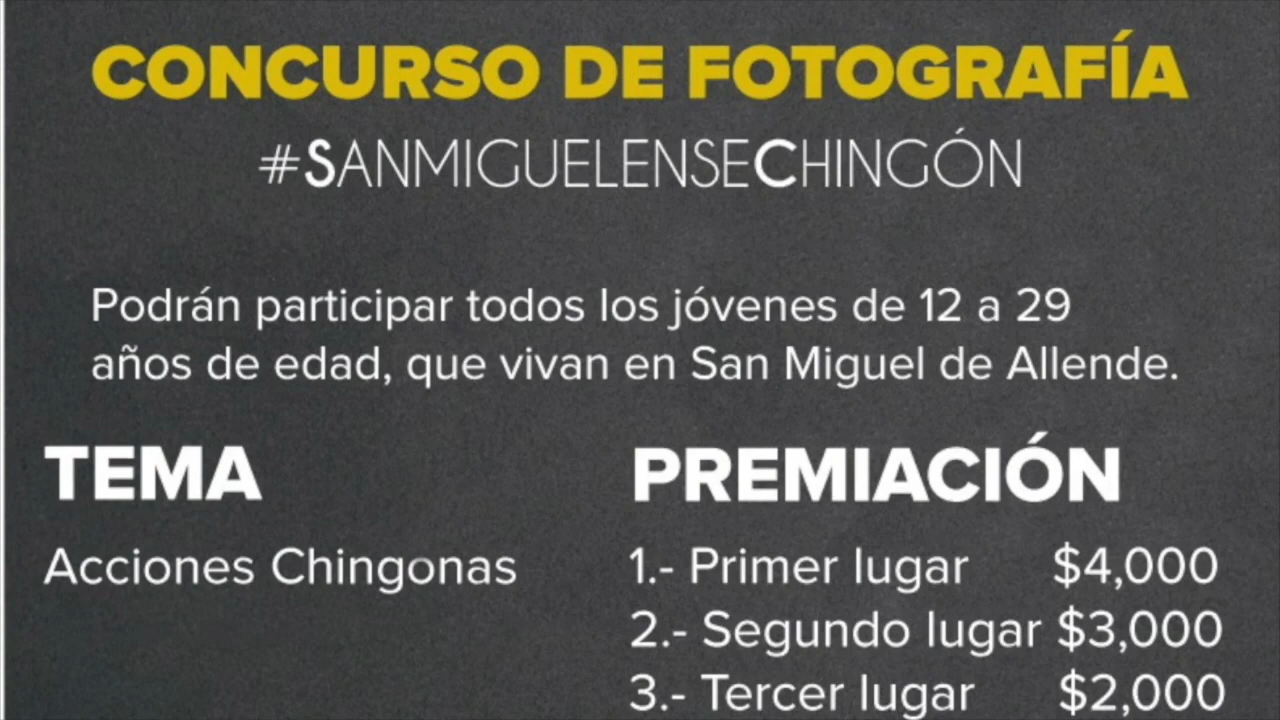 CONCURSO DE FOTOGRAFÍA
#SANMIGUELENSECHINGÓN
Podrán participar todos los jóvenes de 12 a 29
años de edad, que vivan en San Miguel de Allende.
TEMA
Acciones Chingonas
PREMIACIÓN
1.- Primer lugar $4,000
2.- Segundo lugar $3,000
3.- Tercer lugar $2,000